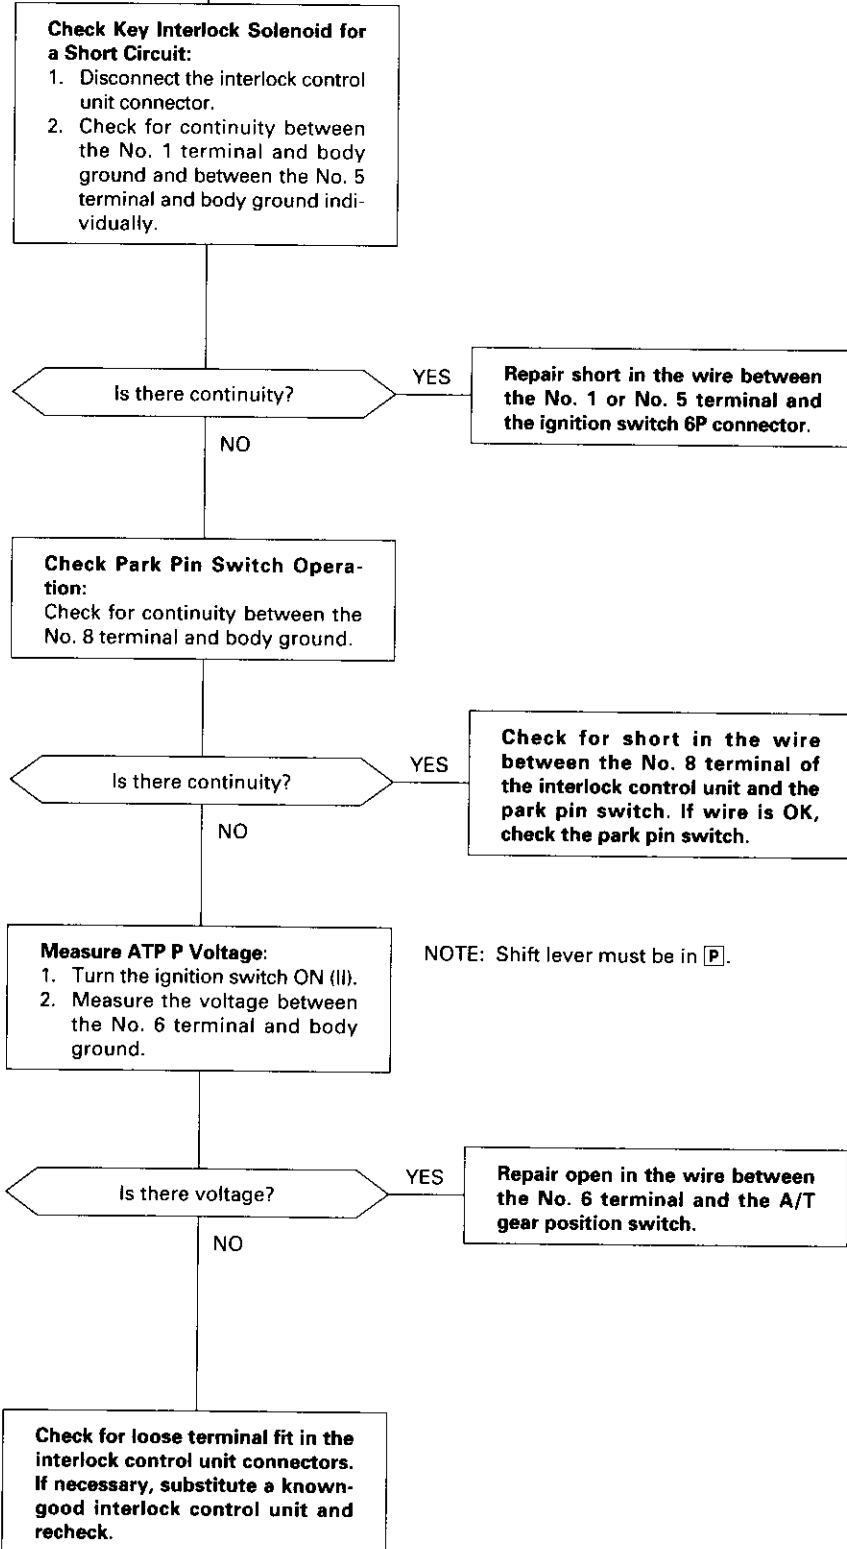 Check Key Interlock Solenoid for
a Short Circuit:
1. Disconnect the interlock control
unit connector.
2. Check for continuity between
the No. 1 terminal and body
ground and between the No. 5
terminal and body ground indi-
vidually.
Is there continuity?
YES
Repair short in the wire between
the No. 1 or No. 5 terminal and
the ignition switch 6P connector.
NO
Check Park Pin Switch Opera-
tion:
Check for continuity between the
No. 8 terminal and body ground.
Is there continuity?
YES
Check for short in the wire
between the No. 8 terminal of
the interlock control unit and the
park pin switch. If wire is OK,
check the park pin switch.
NO
Measure ATP P Voltage:
1. Turn the ignition switch ON (II).
2. Measure the voltage between
the No. 6 terminal and body
ground.
NOTE: Shift lever must be in P.
Is there voltage?
YES
Repair open in the wire between
the No. 6 terminal and the A/T
gear position switch.
NO
Check for loose terminal fit in the
interlock control unit connectors.
If necessary, substitute a known-
good interlock control unit and
recheck.